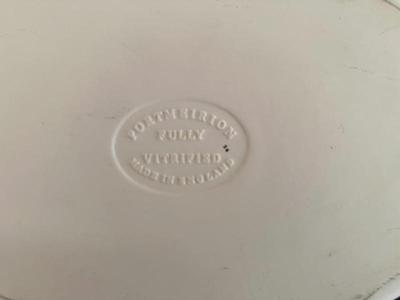 PORTMEIRION
FULLY
VITRIFIED
MADE IN ENGLAND